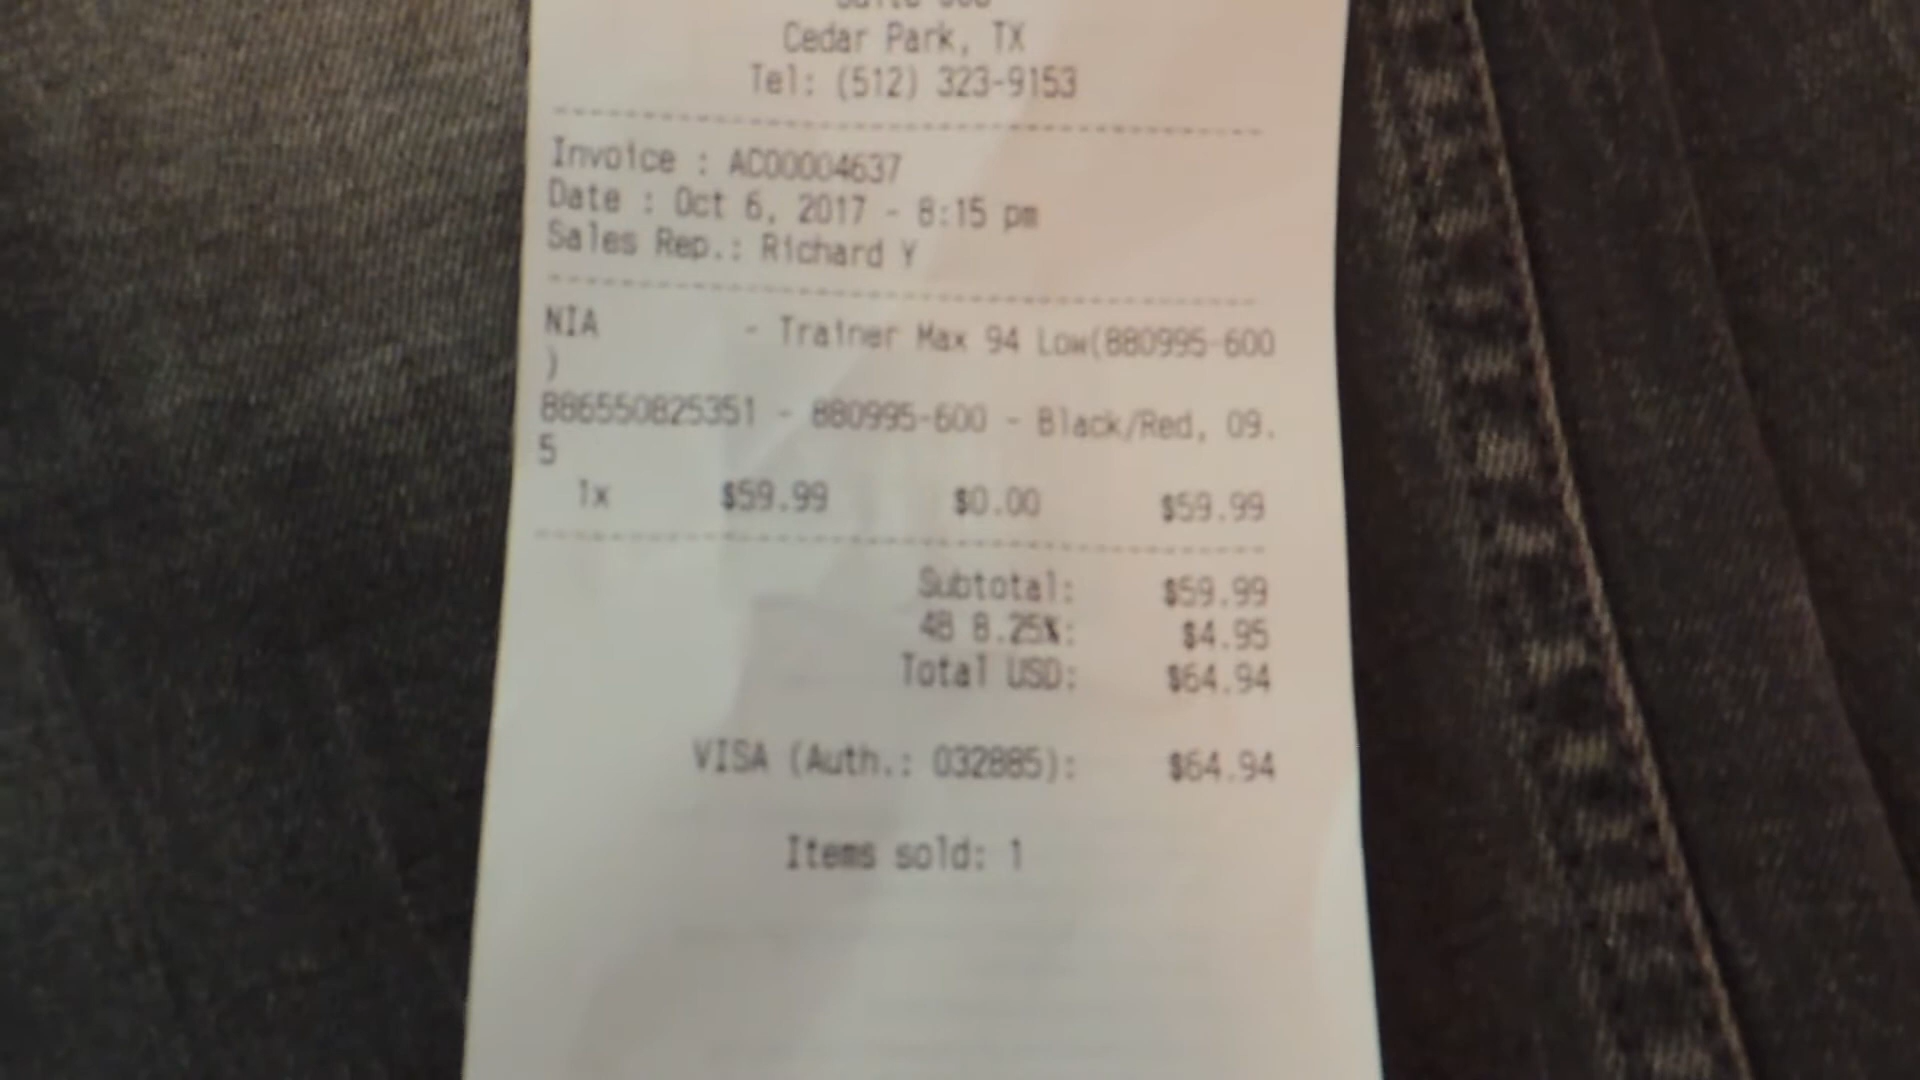 Cedar Park, TX
Tel: (512) 323-9153
Invoice : AC00004637
Date : Oct 6, 2017 - 8:15 pm
Sales Rep.: Richard Y
NIA - Trainer Max 94 Low(880995-600
)
886550825351 - 880995-600 - Black/Red, 09.
5
1x $59.99 $0.00 $59.99
Subtotal: $59.99
48 8.25%: $4.95
Total USD: $64.94
VISA (Auth.: 032885): $64.94
Items sold: 1